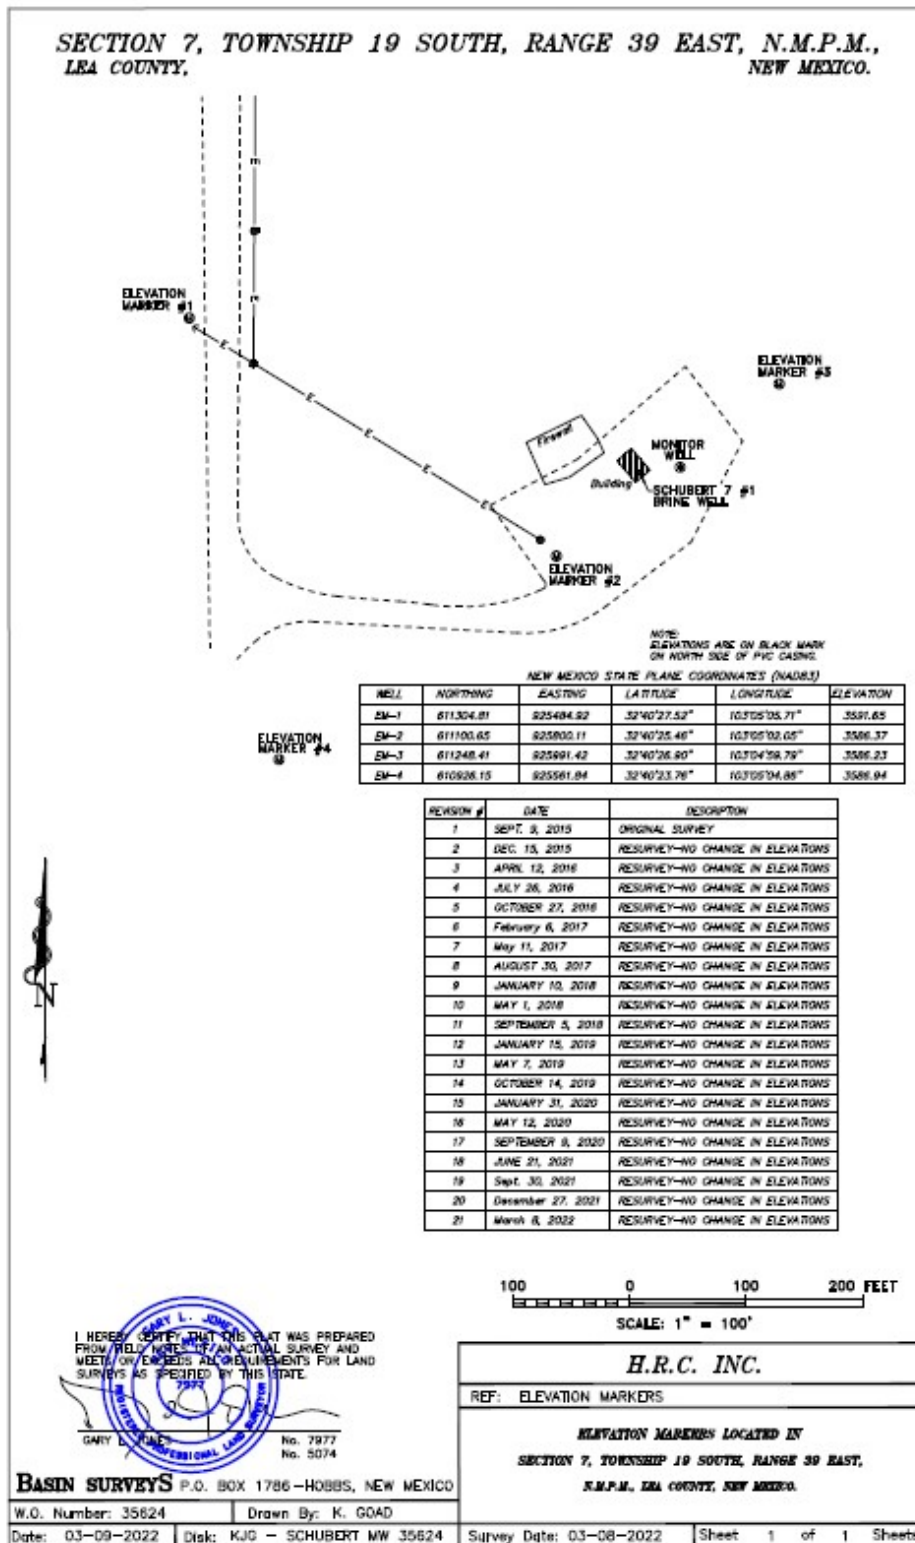 SECTION 7, TOWNSHIP 19 SOUTH, RANGE 39 EAST, N.M.P.M.,
LEA COUNTY, NEW MEXICO.
E
E
ELEVATION
MARKER #1
E
E
E
E
E
ELEVATION
MARKER #3
Firewall
MONITOR
WELL
Building
SCHUBERT 7 #1
BRINE WELL
ELEVATION
MARKER #2
NOTE:
ELEVATIONS ARE ON BLACK MARK
ON NORTH SIDE OF PVC CASING.
ELEVATION
MARKER #4
NEW MEXICO STATE PLANE COORDINATES (NAD83)
WELL NORTHING EASTING LATITUDE LONGITUDE ELEVATION
EM-1 611304.81 925484.92 32°40'27.52" 103°05'05.71" 3591.65
EM-2 611100.65 925800.11 32°40'25.46" 103°05'02.05" 3586.37
EM-3 611248.41 925991.42 32°40'26.90" 103°04'59.79" 3586.23
EM-4 610926.15 925561.84 32°40'23.76" 103°05'04.86" 3586.94
REVISION # DATE DESCRIPTION
1 SEPT. 9, 2015 ORIGINAL SURVEY
2 DEC. 15, 2015 RESURVEY-NO CHANGE IN ELEVATIONS
3 APRIL 12, 2016 RESURVEY-NO CHANGE IN ELEVATIONS
4 JULY 26, 2016 RESURVEY-NO CHANGE IN ELEVATIONS
5 OCTOBER 27, 2016 RESURVEY-NO CHANGE IN ELEVATIONS
6 February 6, 2017 RESURVEY-NO CHANGE IN ELEVATIONS
7 May 11, 2017 RESURVEY-NO CHANGE IN ELEVATIONS
8 AUGUST 30, 2017 RESURVEY-NO CHANGE IN ELEVATIONS
9 JANUARY 10, 2018 RESURVEY-NO CHANGE IN ELEVATIONS
10 MAY 1, 2018 RESURVEY-NO CHANGE IN ELEVATIONS
11 SEPTEMBER 5, 2018 RESURVEY-NO CHANGE IN ELEVATIONS
12 JANUARY 15, 2019 RESURVEY-NO CHANGE IN ELEVATIONS
13 MAY 7, 2019 RESURVEY-NO CHANGE IN ELEVATIONS
14 OCTOBER 14, 2019 RESURVEY-NO CHANGE IN ELEVATIONS
15 JANUARY 31, 2020 RESURVEY-NO CHANGE IN ELEVATIONS
16 MAY 12, 2020 RESURVEY-NO CHANGE IN ELEVATIONS
17 SEPTEMBER 9, 2020 RESURVEY-NO CHANGE IN ELEVATIONS
18 JUNE 21, 2021 RESURVEY-NO CHANGE IN ELEVATIONS
19 Sept. 30, 2021 RESURVEY-NO CHANGE IN ELEVATIONS
20 December 27, 2021 RESURVEY-NO CHANGE IN ELEVATIONS
21 March 8, 2022 RESURVEY-NO CHANGE IN ELEVATIONS
N
100 0 100 200 FEET
SCALE: 1" = 100'
I HEREBY CERTIFY THAT THIS PLAT WAS PREPARED
FROM FIELD NOTES OF AN ACTUAL SURVEY AND
MEETS OR EXCEEDS ALL REQUIREMENTS FOR LAND
SURVEYS AS SPECIFIED BY THIS STATE.
GARY L. JONES
NEW MEXICO
7977
REGISTERED PROFESSIONAL LAND SURVEYOR
GARY L. JONES No. 7977
No. 5074
BASIN SURVEYS P.O. BOX 1786-HOBBS, NEW MEXICO
W.O. Number: 35624 Drawn By: K. GOAD
Date: 03-09-2022 Disk: KJG - SCHUBERT MW 35624
H.R.C. INC.
REF: ELEVATION MARKERS
ELEVATION MARKERS LOCATED IN
SECTION 7, TOWNSHIP 19 SOUTH, RANGE 39 EAST,
N.M.P.M., LEA COUNTY, NEW MEXICO.
Survey Date: 03-08-2022 Sheet 1 of 1 Sheets